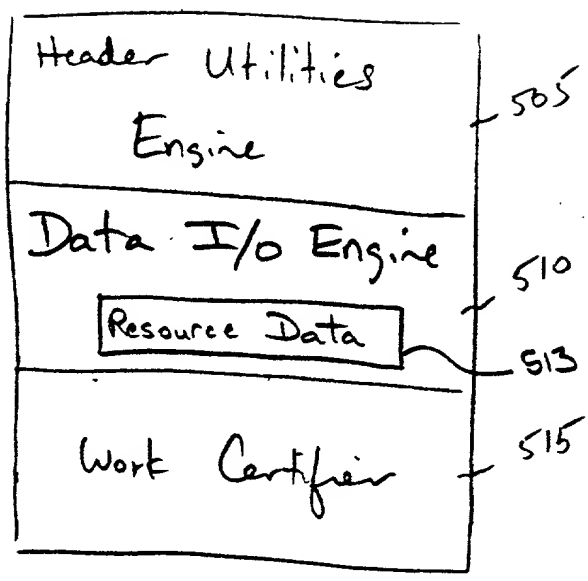 Header Utilities
Engine
505
Data I/O Engine
510
Resource Data
513
Work Certifier
515